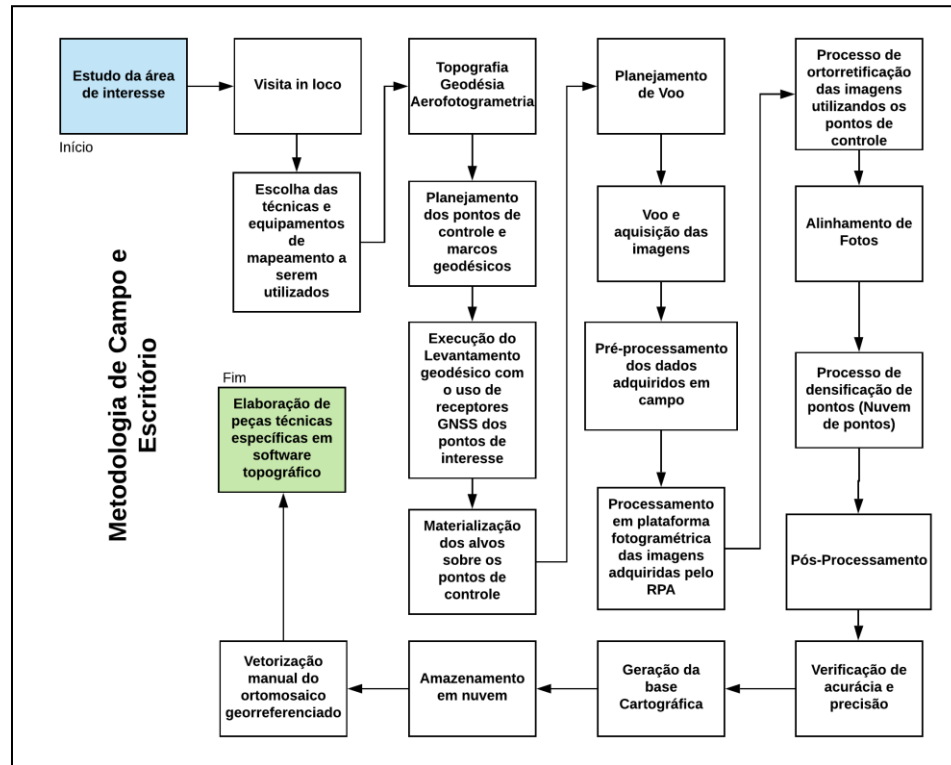 Metodologia de Campo e
Escritório
Estudo da área
de interesse
Início
Visita in loco
Escolha das
técnicas e
equipamentos
de
mapeamento a
serem
utilizados
Topografia
Geodésia
Aerofotogrametria
Planejamento
dos pontos de
controle e
marcos
geodésicos
Execução do
Levantamento
geodésico com
o uso de
receptores
GNSS dos
pontos de
interesse
Materialização
dos alvos
sobre os
pontos de
controle
Planejamento
de Voo
Voo e
aquisição das
imagens
Pré-processamento
dos dados
adquiridos em
campo
Processamento
em plataforma
fotogramétrica
das imagens
adquiridas pelo
RPA
Processo de
ortorretificação
das imagens
utilizandos os
pontos de
controle
Alinhamento de
Fotos
Processo de
densificação de
pontos (Nuvem
de pontos)
Pós-Processamento
Verificação de
acurácia e
precisão
Geração da
base
Cartográfica
Amazenamento
em nuvem
Vetorização
manual do
ortomosaico
georreferenciado
Fim
Elaboração de
peças técnicas
específicas em
software
topográfico